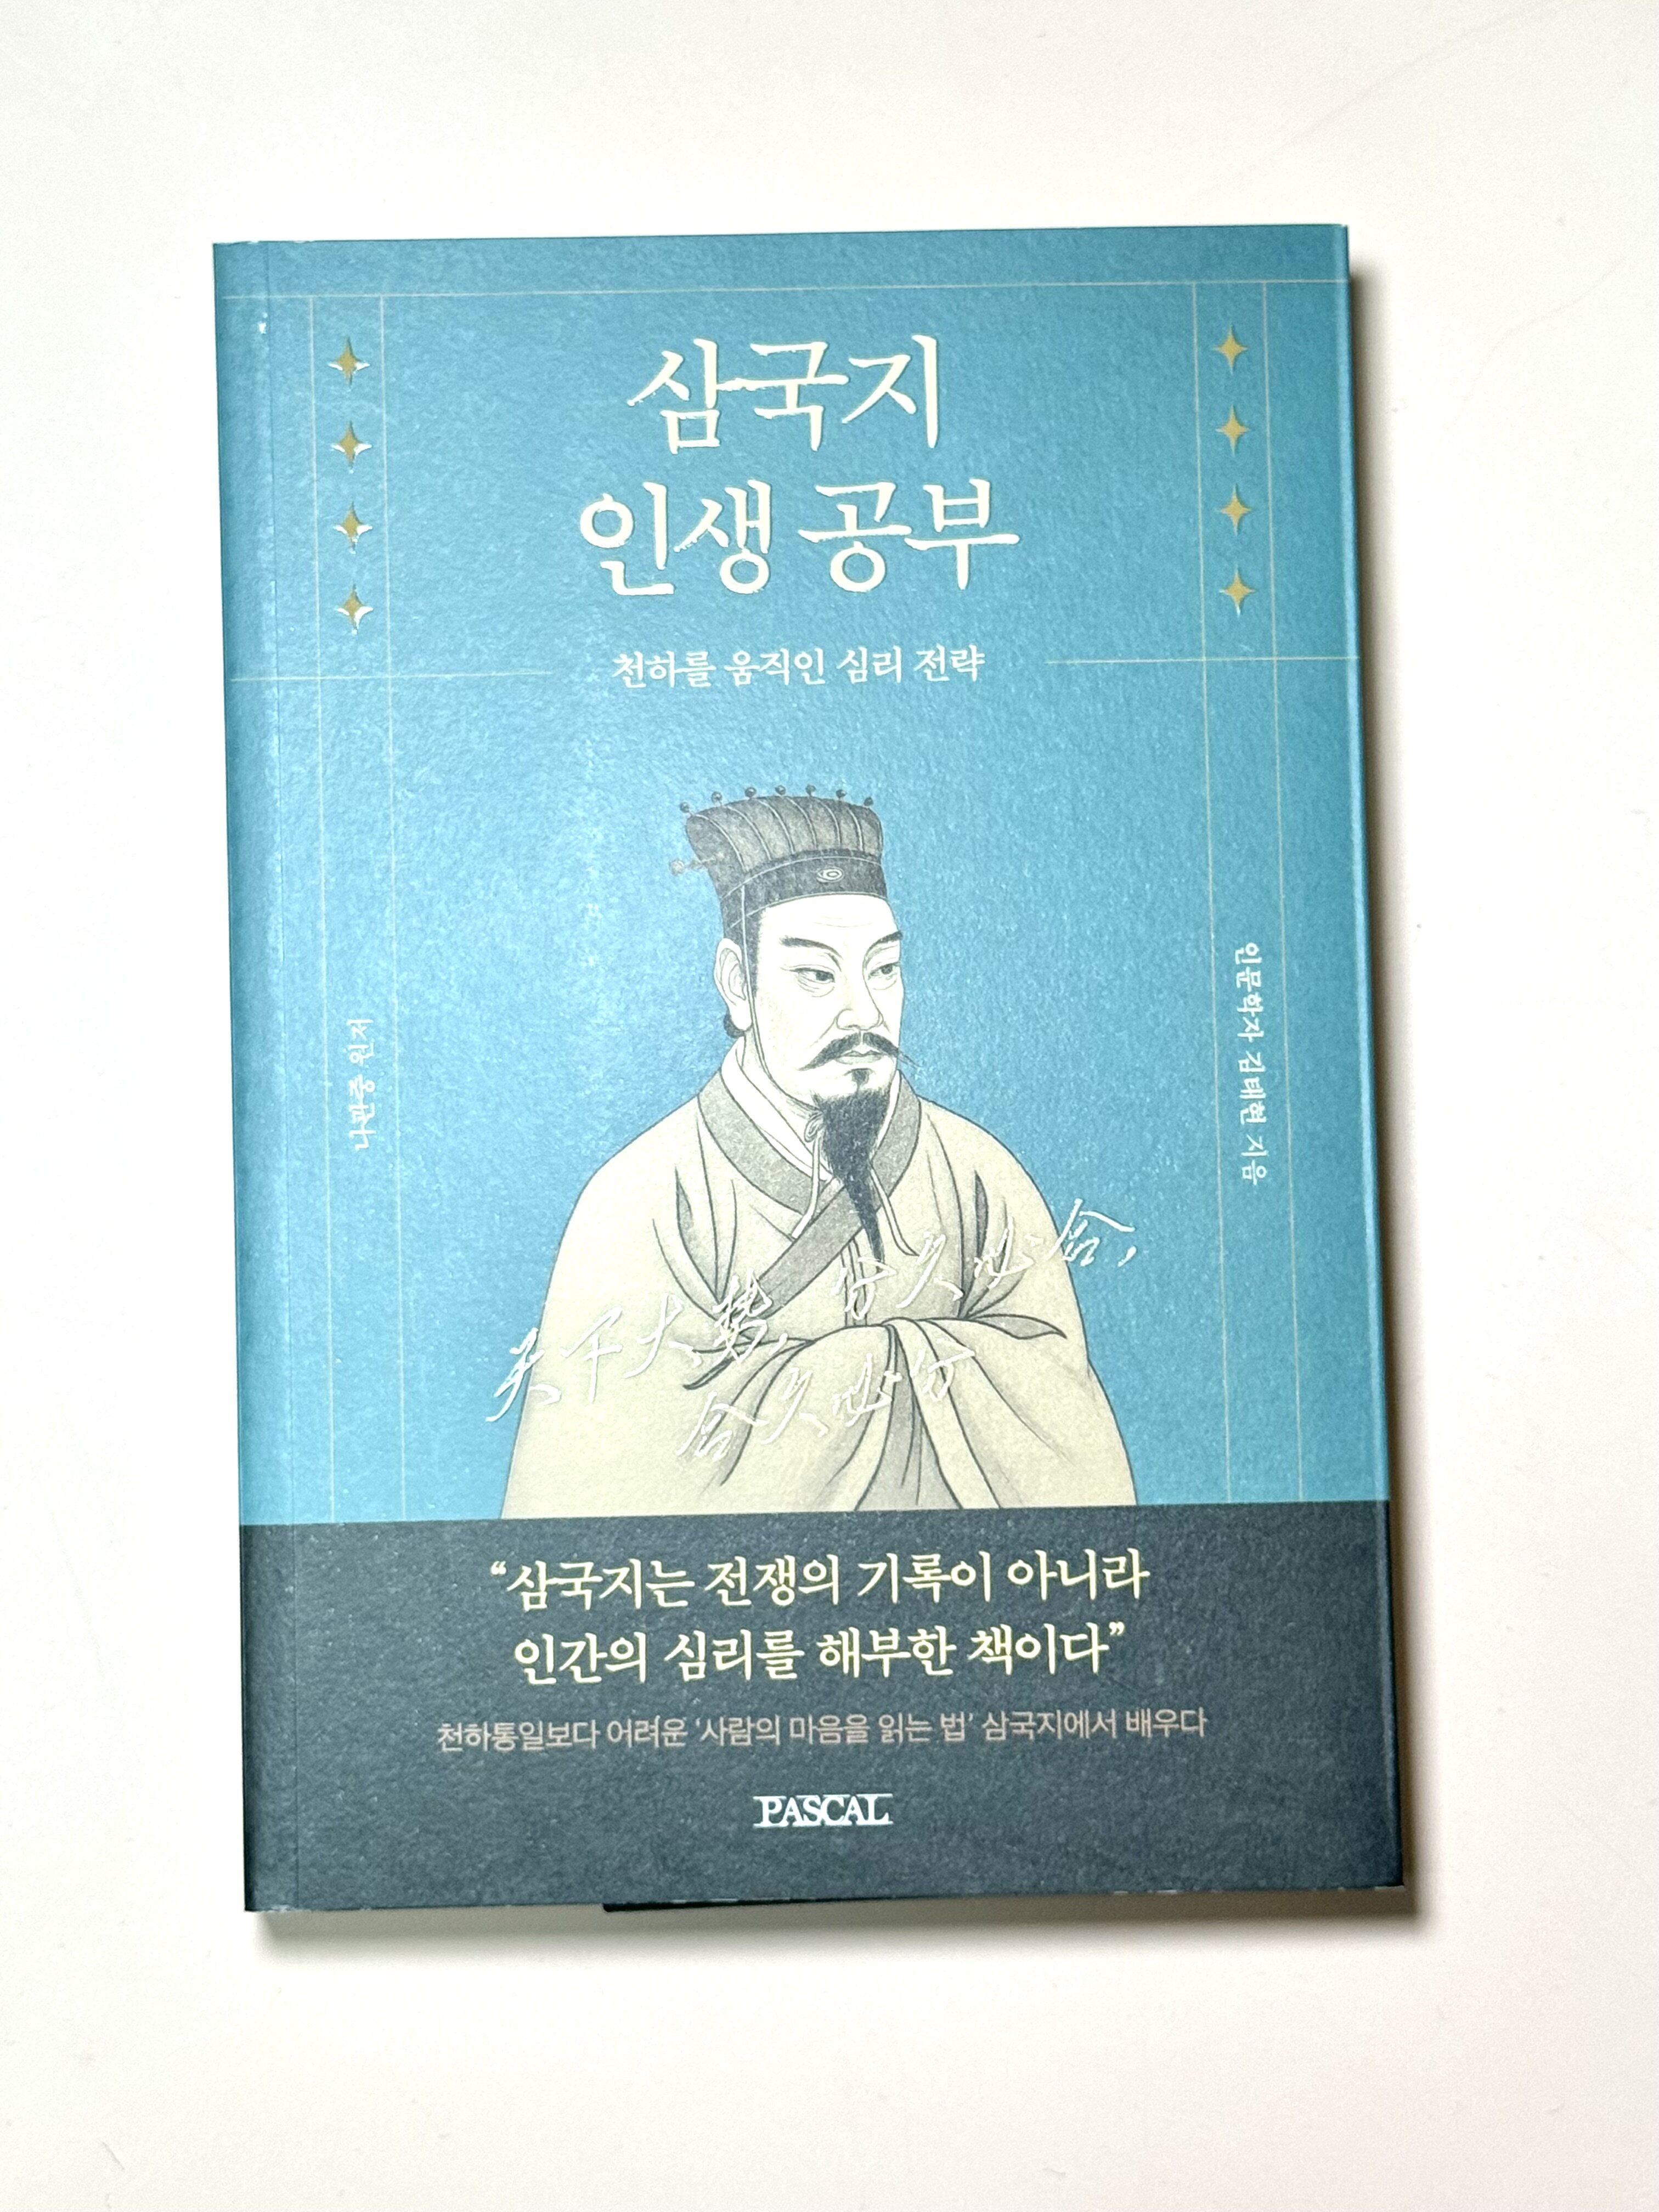 삼국지
인생 공부
천하를 움직인 심리 전략
나관중 원저
인문학자 김태현 지음
天下大勢, 分久必合,
合久必分
“삼국지는 전쟁의 기록이 아니라
인간의 심리를 해부한 책이다”
천하통일보다 어려운 ‘사람의 마음을 읽는 법’ 삼국지에서 배우다
PASCAL